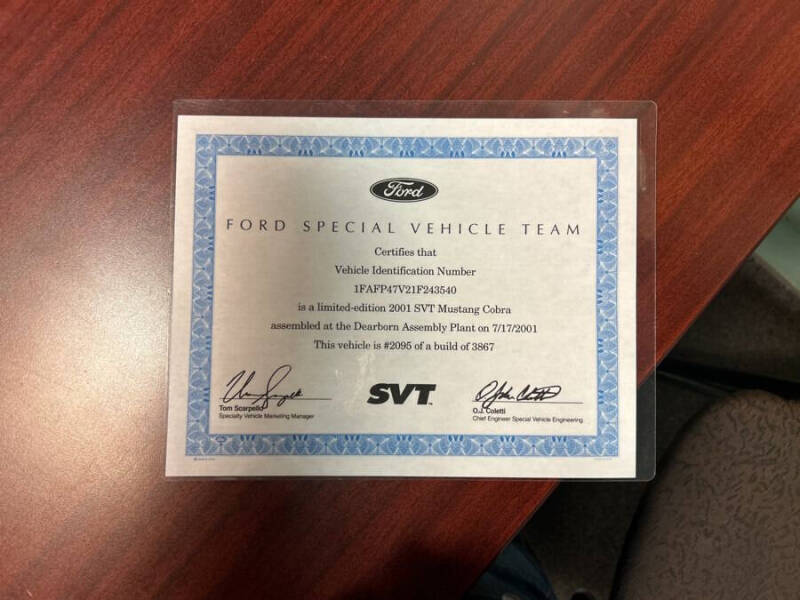 Ford
FORD SPECIAL VEHICLE TEAM
Certifies that
Vehicle Identification Number
1FAFP47V21F243540
is a limited-edition 2001 SVT Mustang Cobra
assembled at the Dearborn Assembly Plant on 7/17/2001
This vehicle is #2095 of a build of 3867
SVT
Tom Scarpello
Specialty Vehicle Marketing Manager
O.J. Coletti
Chief Engineer Special Vehicle Engineering